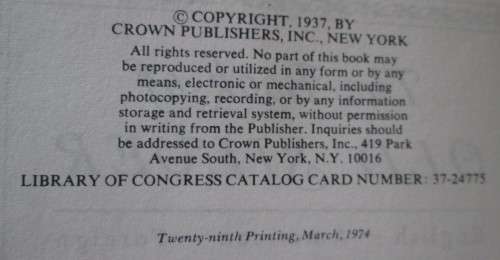 © COPYRIGHT, 1937, BY
CROWN PUBLISHERS, INC., NEW YORK
All rights reserved. No part of this book may
be reproduced or utilized in any form or by any
means, electronic or mechanical, including
photocopying, recording, or by any information
storage and retrieval system, without permission
in writing from the Publisher. Inquiries should
be addressed to Crown Publishers, Inc., 419 Park
Avenue South, New York, N.Y. 10016
LIBRARY OF CONGRESS CATALOG CARD NUMBER: 37-24775
Twenty-ninth Printing, March, 1974